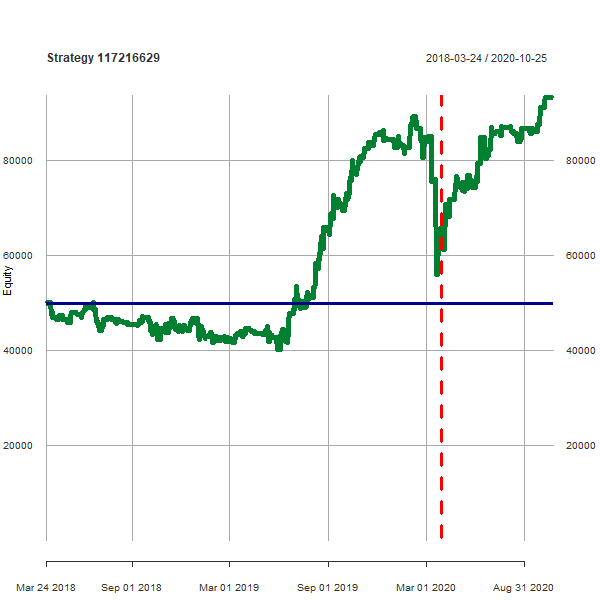 Strategy 117216629
2018-03-24 / 2020-10-25
80000
80000
60000
60000
Equity
40000
40000
20000
20000
Mar 24 2018
Sep 01 2018
Mar 01 2019
Sep 01 2019
Mar 01 2020
Aug 31 2020